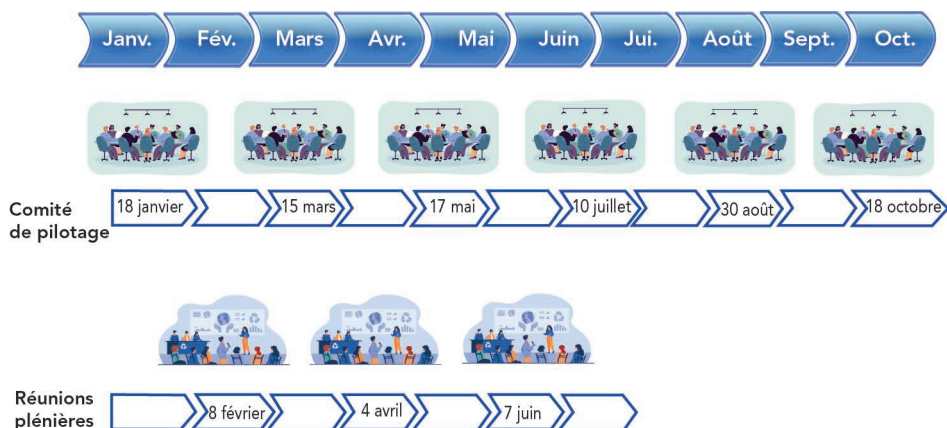 Janv. Fév. Mars Avr. Mai Juin Jui. Août Sept. Oct.
Comité
de pilotage
18 janvier 15 mars 17 mai 10 juillet 30 août 18 octobre
Réunions
plénières
8 février 4 avril 7 juin